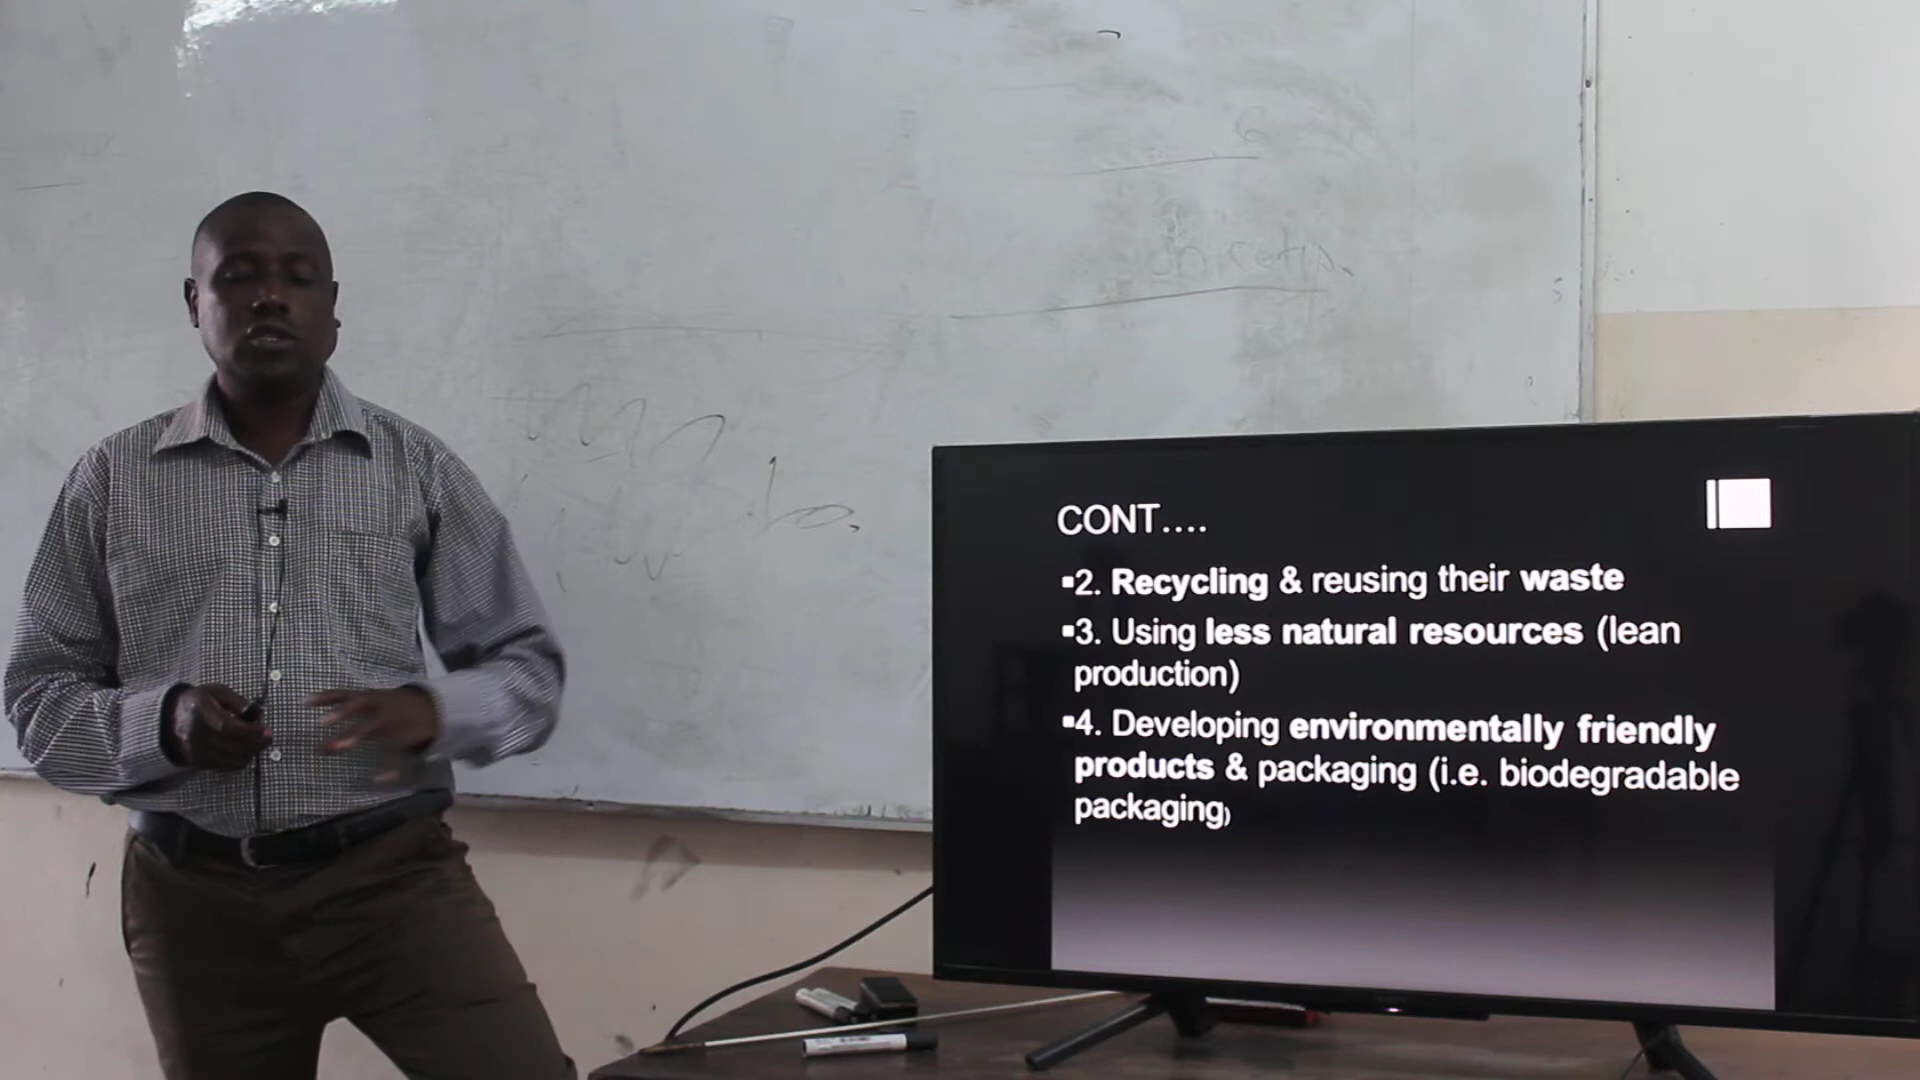 CONT....
▪2. Recycling & reusing their waste
▪3. Using less natural resources (lean
production)
▪4. Developing environmentally friendly
products & packaging (i.e. biodegradable
packaging)